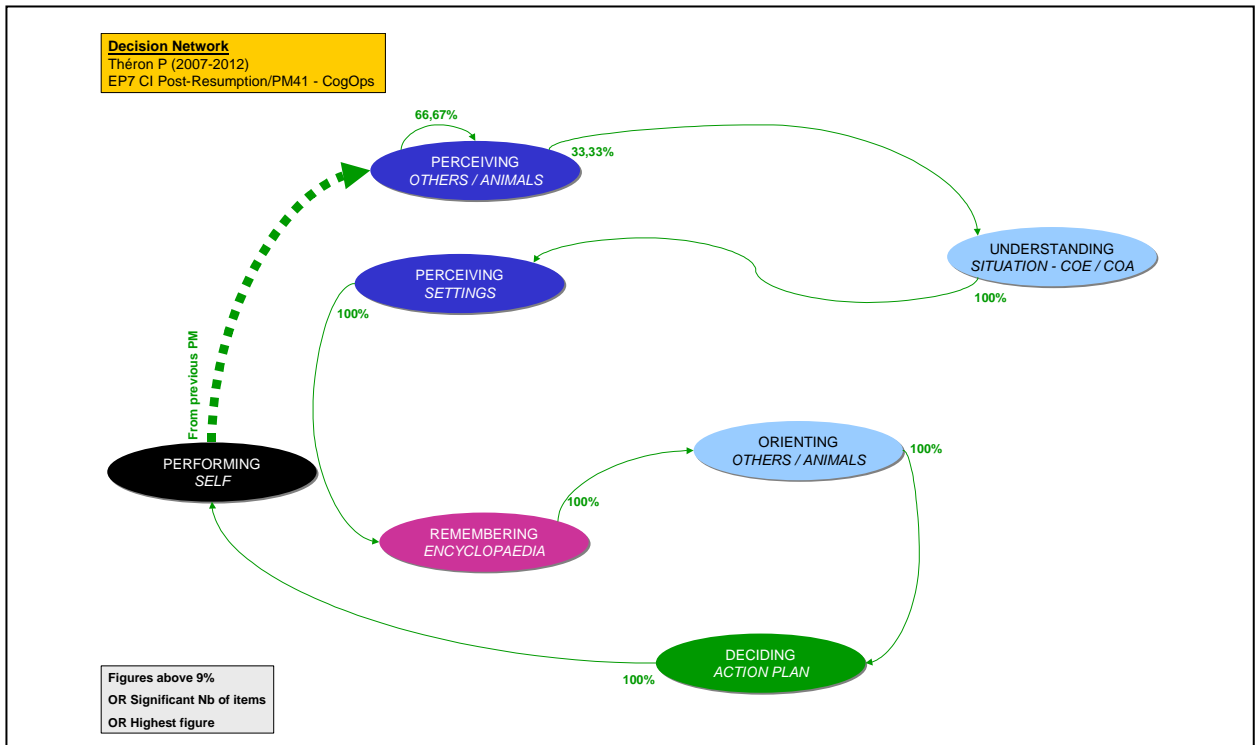 Decision Network
Théron P (2007-2012)
EP7 CI Post-Resumption/PM41 - CogOps
66,67%
PERCEIVING
OTHERS / ANIMALS
33,33%
UNDERSTANDING
SITUATION - COE / COA
100%
PERCEIVING
SETTINGS
100%
From previous PM
ORIENTING
OTHERS / ANIMALS
100%
PERFORMING
SELF
100%
REMEMBERING
ENCYCLOPAEDIA
DECIDING
ACTION PLAN
100%
Figures above 9%
OR Significant Nb of items
OR Highest figure